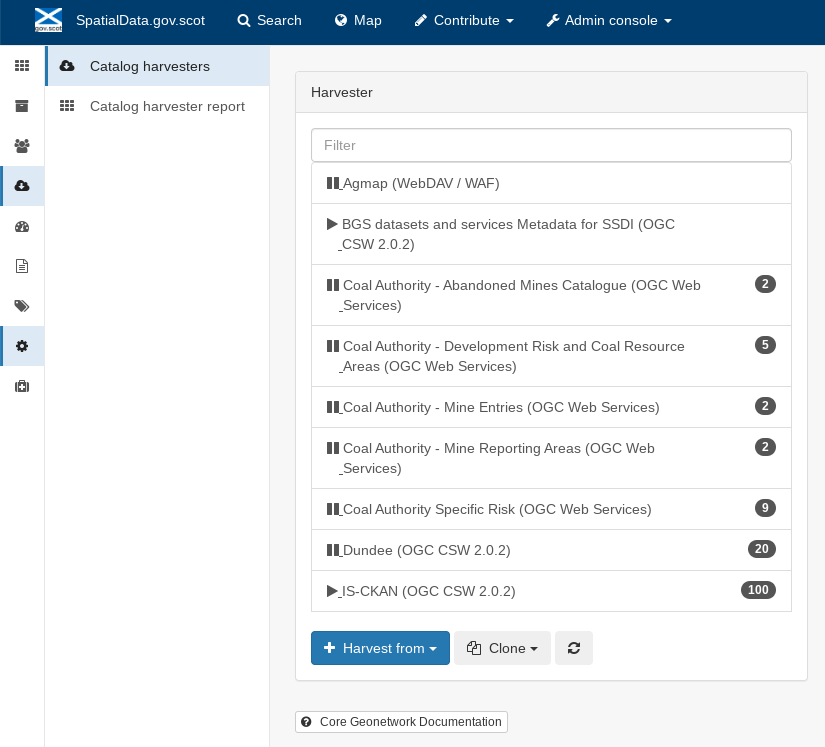 gov.scot
SpatialData.gov.scot
Search
Map
Contribute
Admin console
Catalog harvesters
Catalog harvester report
Harvester
Filter
Agmap (WebDAV / WAF)
BGS datasets and services Metadata for SSDI (OGC
CSW 2.0.2)
Coal Authority - Abandoned Mines Catalogue (OGC Web
Services)
2
Coal Authority - Development Risk and Coal Resource
Areas (OGC Web Services)
5
Coal Authority - Mine Entries (OGC Web Services)
2
Coal Authority - Mine Reporting Areas (OGC Web
Services)
2
Coal Authority Specific Risk (OGC Web Services)
9
Dundee (OGC CSW 2.0.2)
20
IS-CKAN (OGC CSW 2.0.2)
100
Harvest from
Clone
Core Geonetwork Documentation